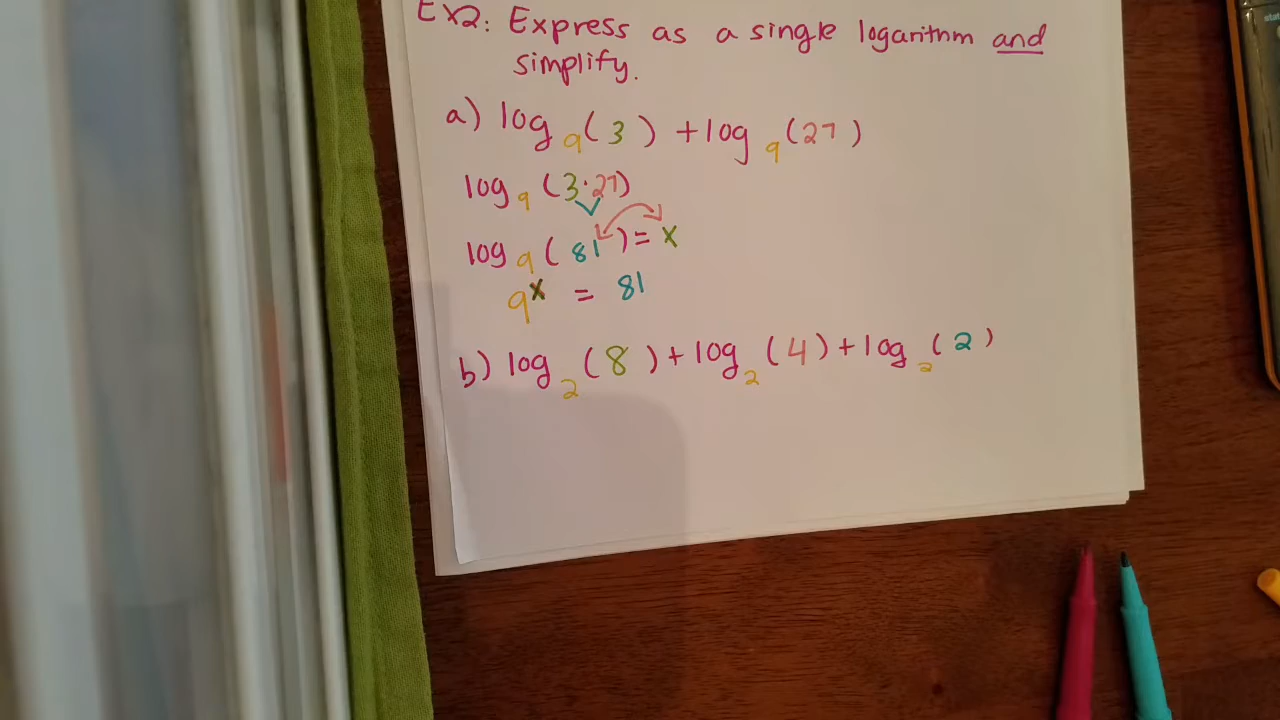 Ex2: Express as a single logarithm and
simplify.
a) log₉(3) + log₉(27)
log₉(3·27)
log₉(81) = x
9ˣ = 81
b) log₂(8) + log₂(4) + log₂(2)